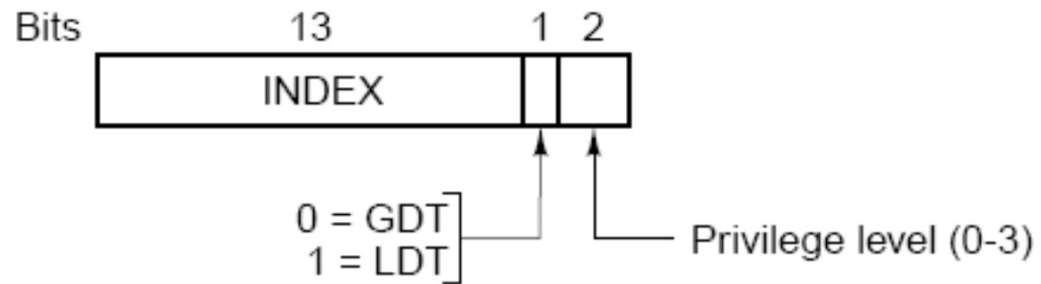 Bits 13 1 2
INDEX
0 = GDT
1 = LDT
Privilege level (0-3)